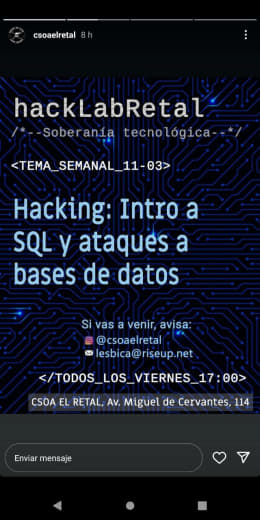 csoaelretal 8 h
hackLabRetal
/*--Soberanía tecnológica--*/
<TEMA_SEMANAL_11-03>
Hacking: Intro a
SQL y ataques a
bases de datos
Si vas a venir, avisa:
@csoaelretal
lesbica@riseup.net
</TODOS_LOS_VIERNES_17:00>
CSOA EL RETAL, Av. Miguel de Cervantes, 114
Enviar mensaje